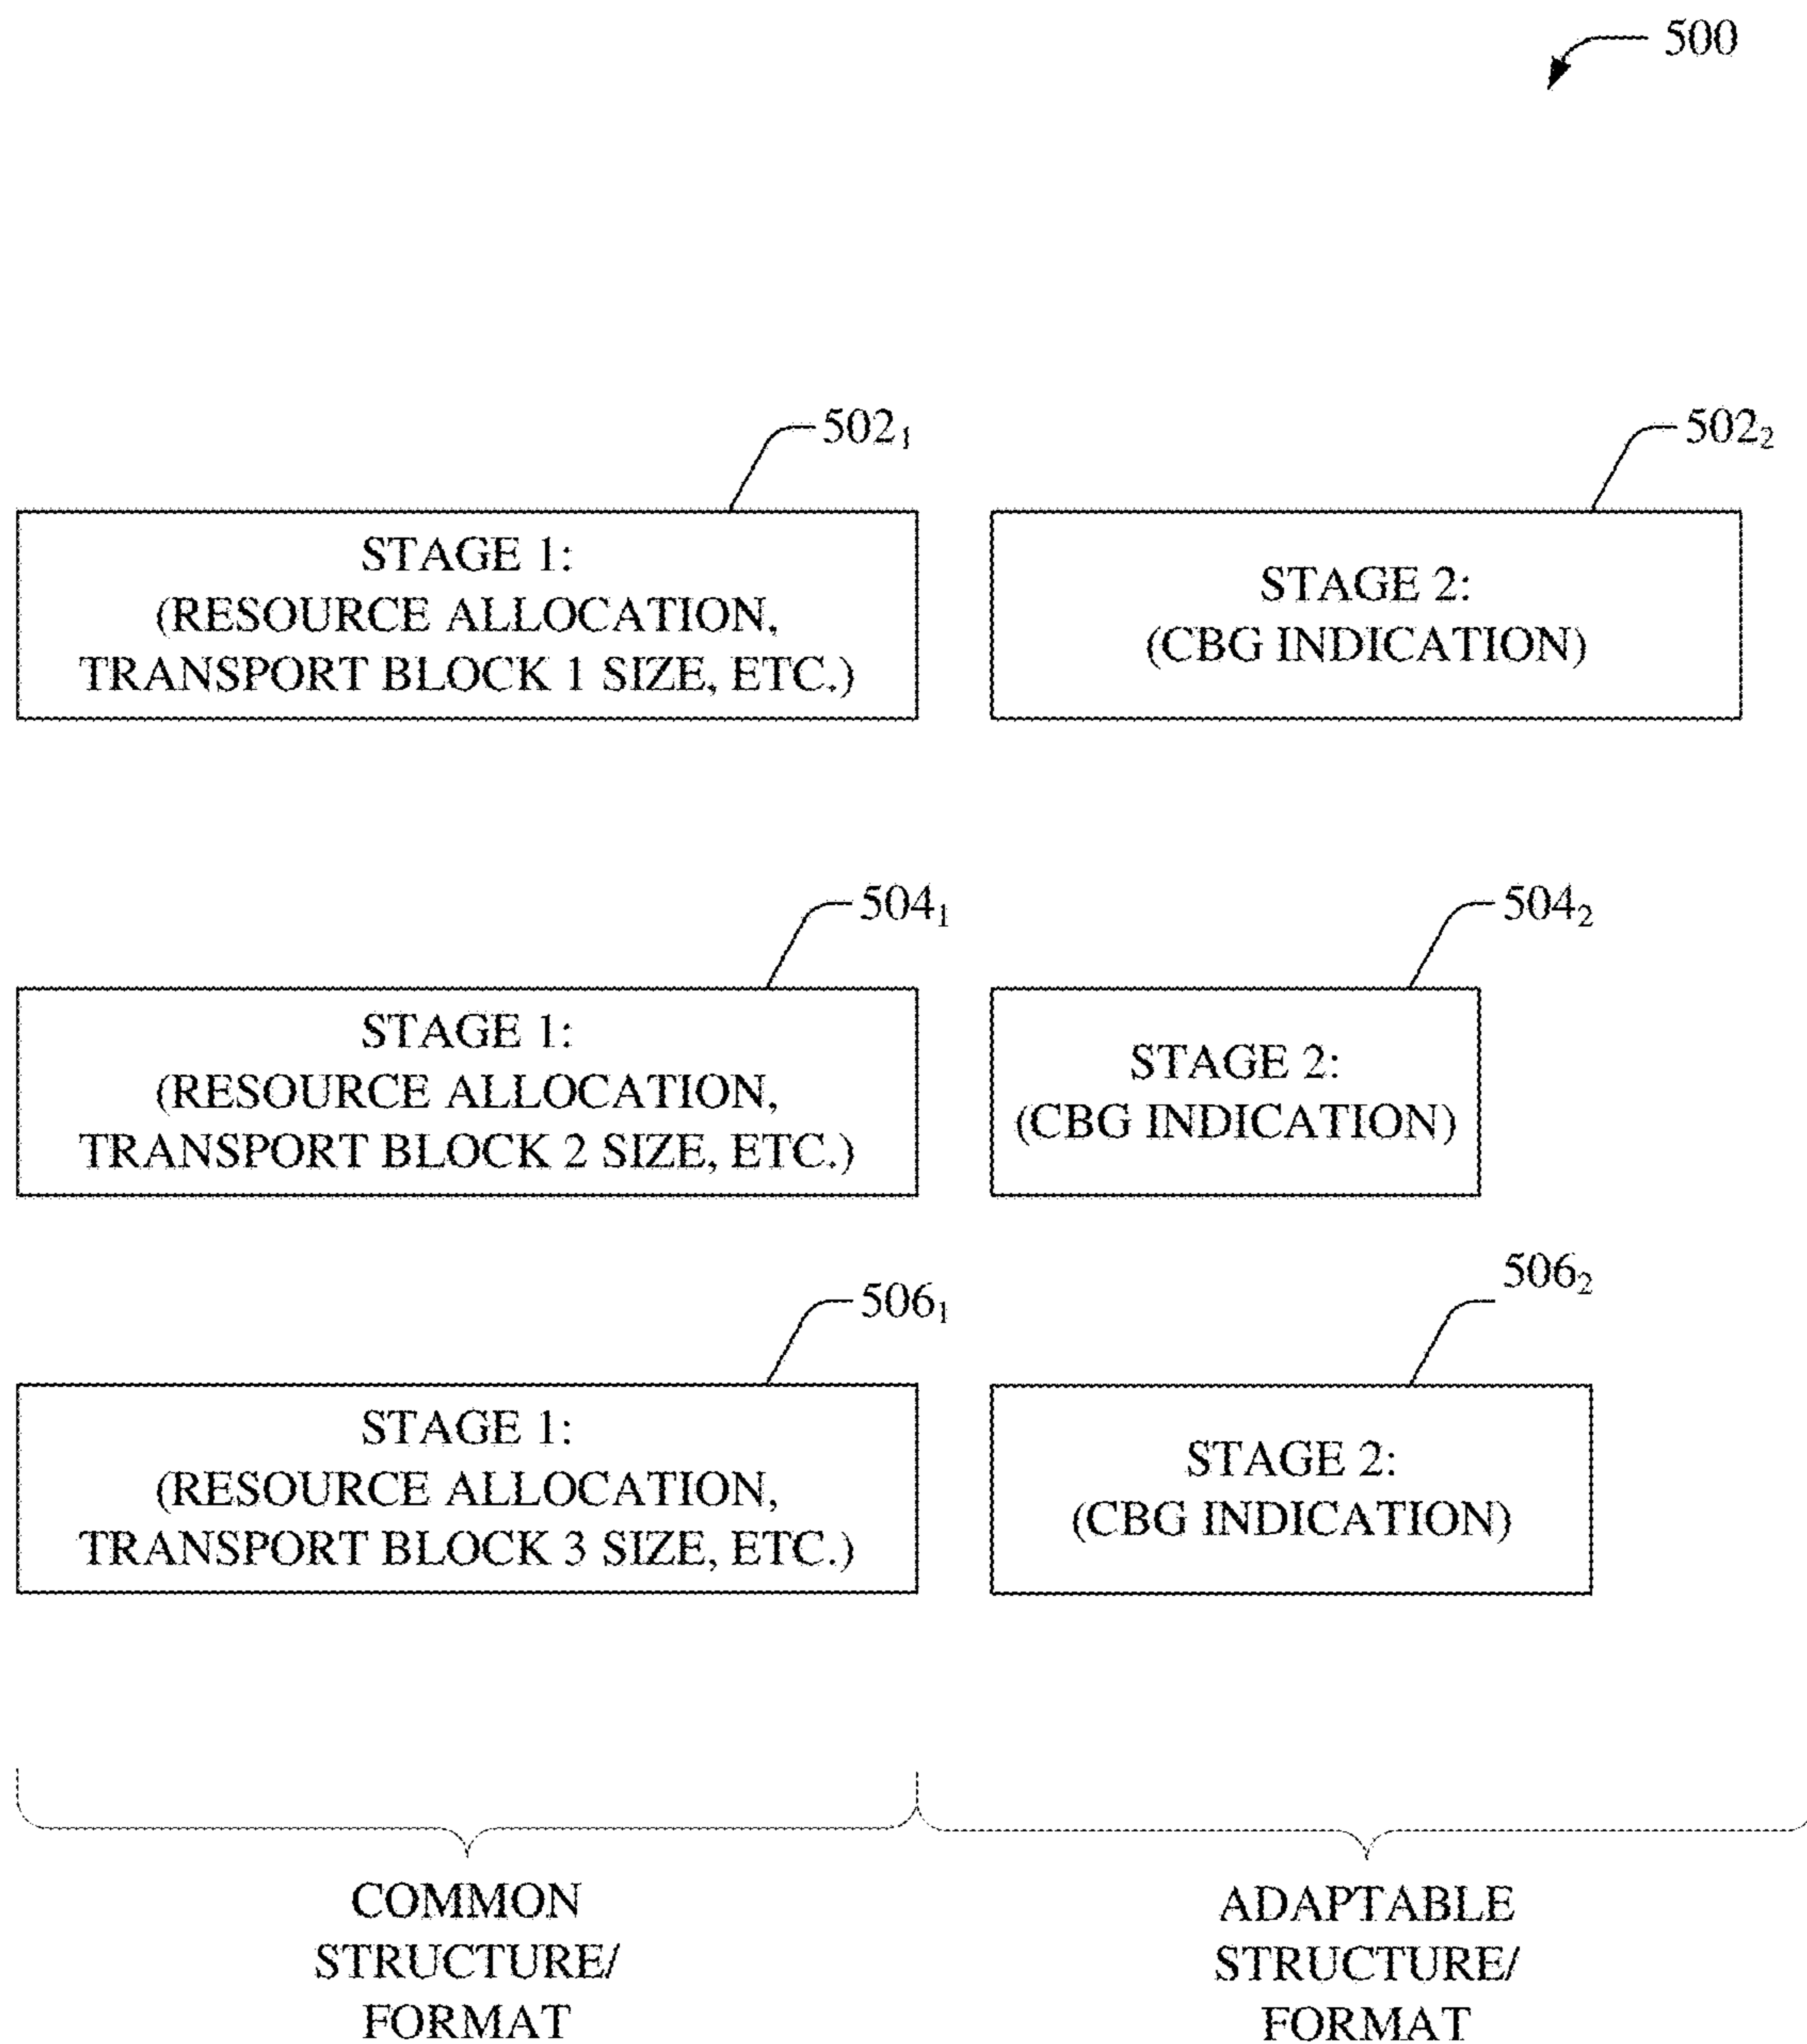 500
502₁
502₂
STAGE 1:
(RESOURCE ALLOCATION,
TRANSPORT BLOCK 1 SIZE, ETC.)
STAGE 2:
(CBG INDICATION)
504₁
504₂
STAGE 1:
(RESOURCE ALLOCATION,
TRANSPORT BLOCK 2 SIZE, ETC.)
STAGE 2:
(CBG INDICATION)
506₁
506₂
STAGE 1:
(RESOURCE ALLOCATION,
TRANSPORT BLOCK 3 SIZE, ETC.)
STAGE 2:
(CBG INDICATION)
COMMON
STRUCTURE/
FORMAT
ADAPTABLE
STRUCTURE/
FORMAT